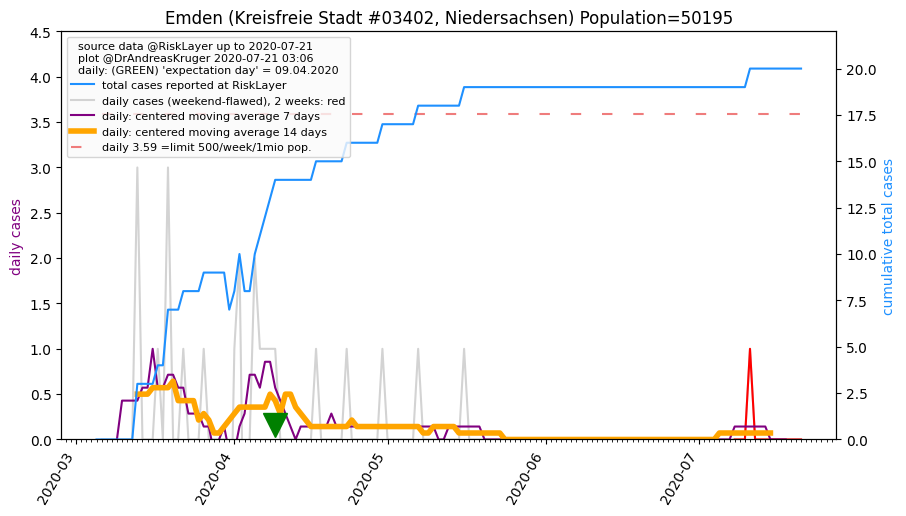 Emden (Kreisfreie Stadt #03402, Niedersachsen) Population=50195
source data @RiskLayer up to 2020-07-21
plot @DrAndreasKruger 2020-07-21 03:06
daily: (GREEN) 'expectation day' = 09.04.2020
total cases reported at RiskLayer
daily cases (weekend-flawed), 2 weeks: red
daily: centered moving average 7 days
daily: centered moving average 14 days
daily 3.59 =limit 500/week/1mio pop.
daily cases
4.5
4.0
3.5
3.0
2.5
2.0
1.5
1.0
0.5
0.0
2020-03
2020-04
2020-05
2020-06
2020-07
20.0
17.5
15.0
12.5
10.0
7.5
5.0
2.5
0.0
cumulative total cases